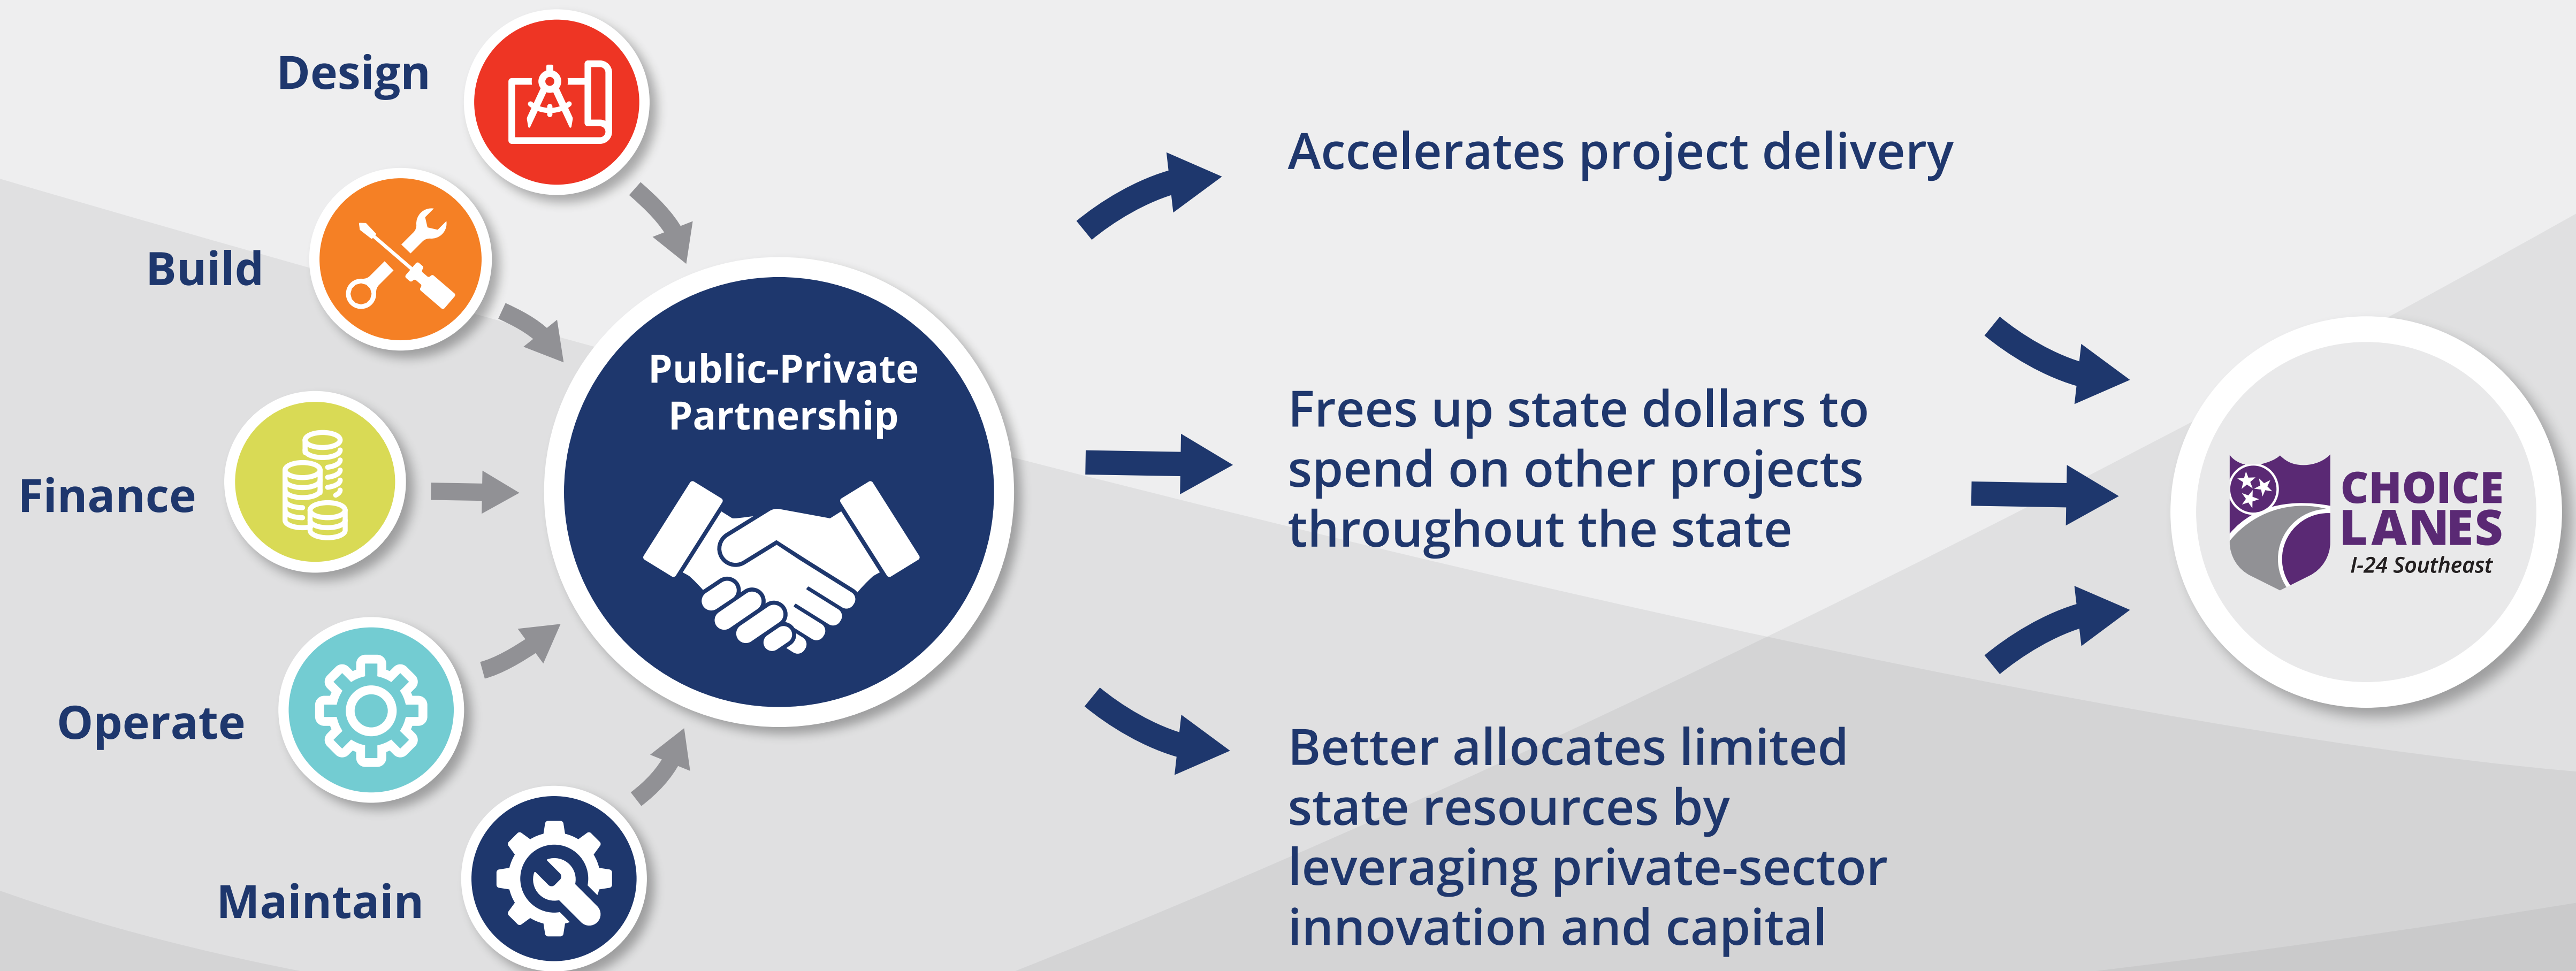 Design
Build
Finance
Operate
Maintain
Public-Private
Partnership
Accelerates project delivery
Frees up state dollars to
spend on other projects
throughout the state
Better allocates limited
state resources by
leveraging private-sector
innovation and capital
CHOICE
LANES
I-24 Southeast